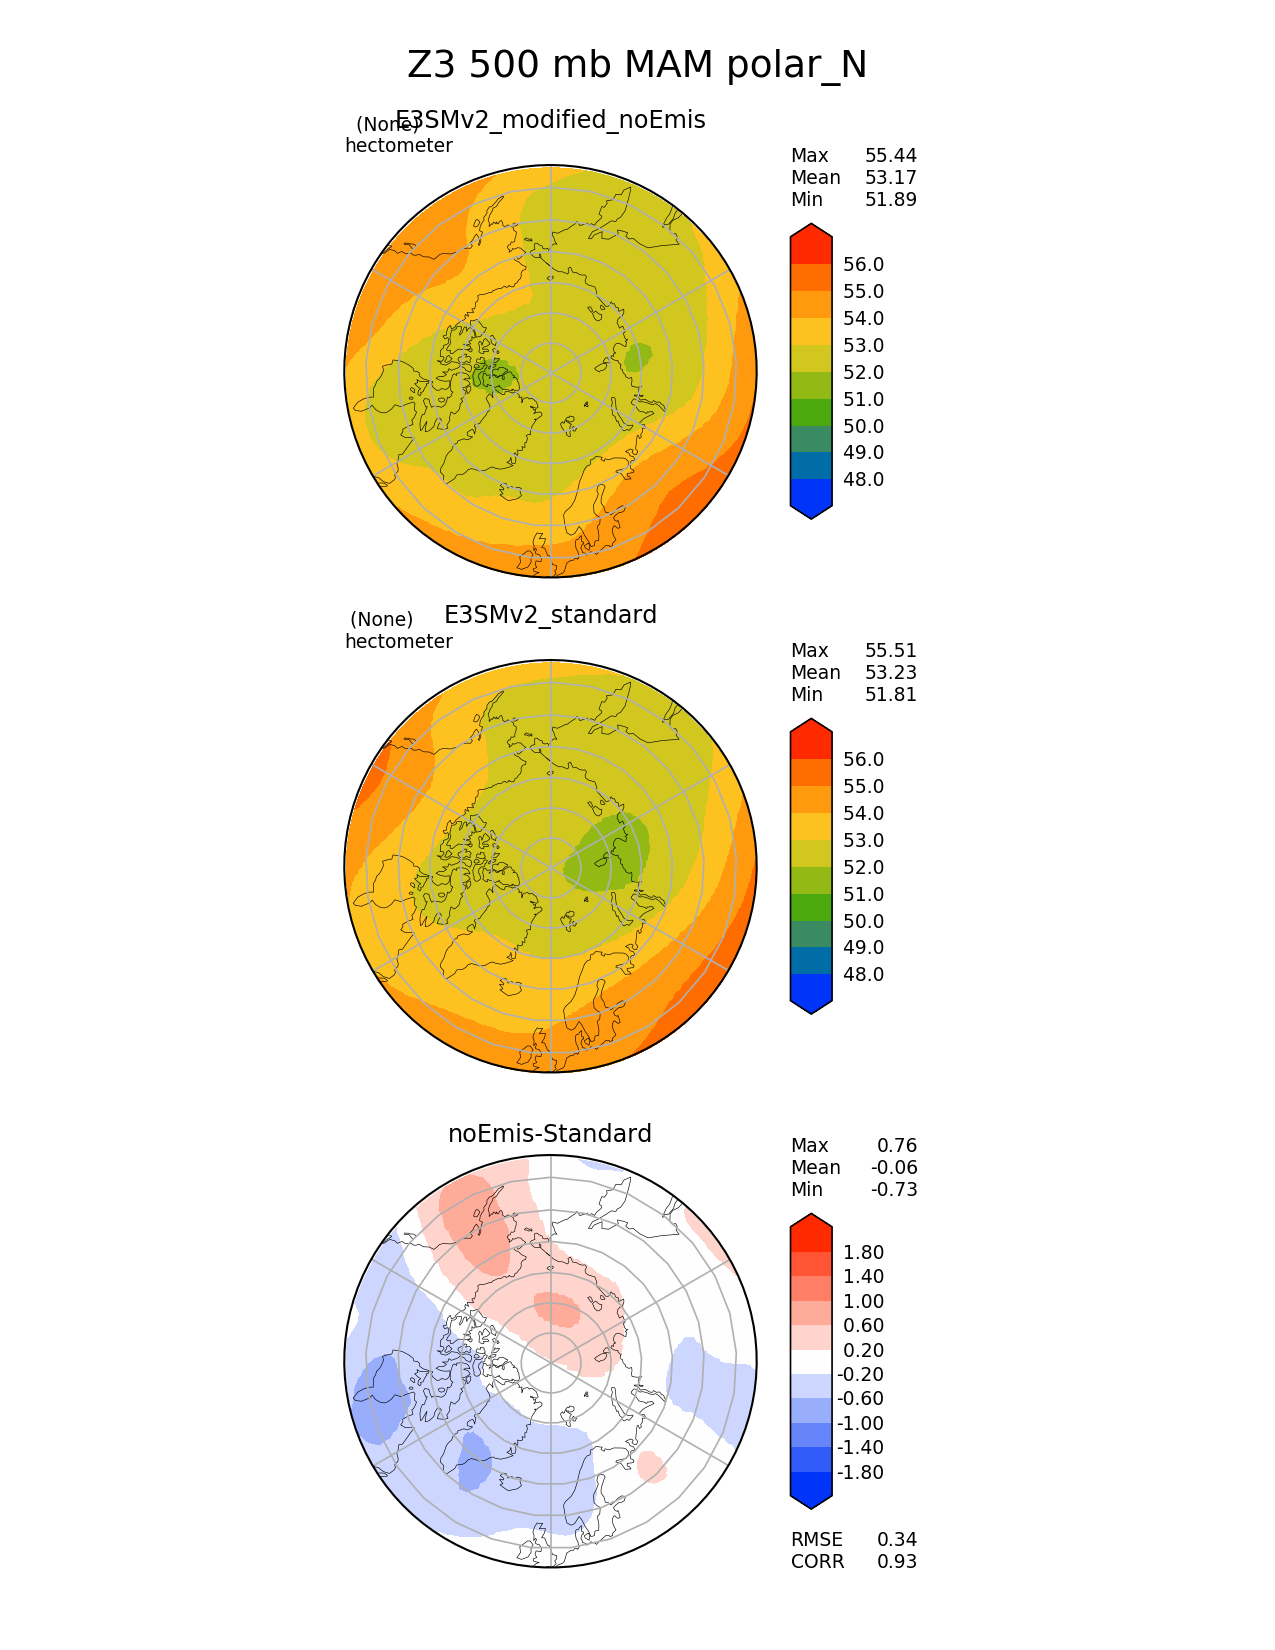 Z3 500 mb MAM polar_N
E3SMv2_modified_noEmis
(None)
hectometer
Max 55.44
Mean 53.17
Min 51.89
56.0
55.0
54.0
53.0
52.0
51.0
50.0
49.0
48.0
(None) E3SMv2_standard
hectometer
Max 55.51
Mean 53.23
Min 51.81
56.0
55.0
54.0
53.0
52.0
51.0
50.0
49.0
48.0
noEmis-Standard
Max 0.76
Mean -0.06
Min -0.73
1.80
1.40
1.00
0.60
0.20
-0.20
-0.60
-1.00
-1.40
-1.80
RMSE 0.34
CORR 0.93